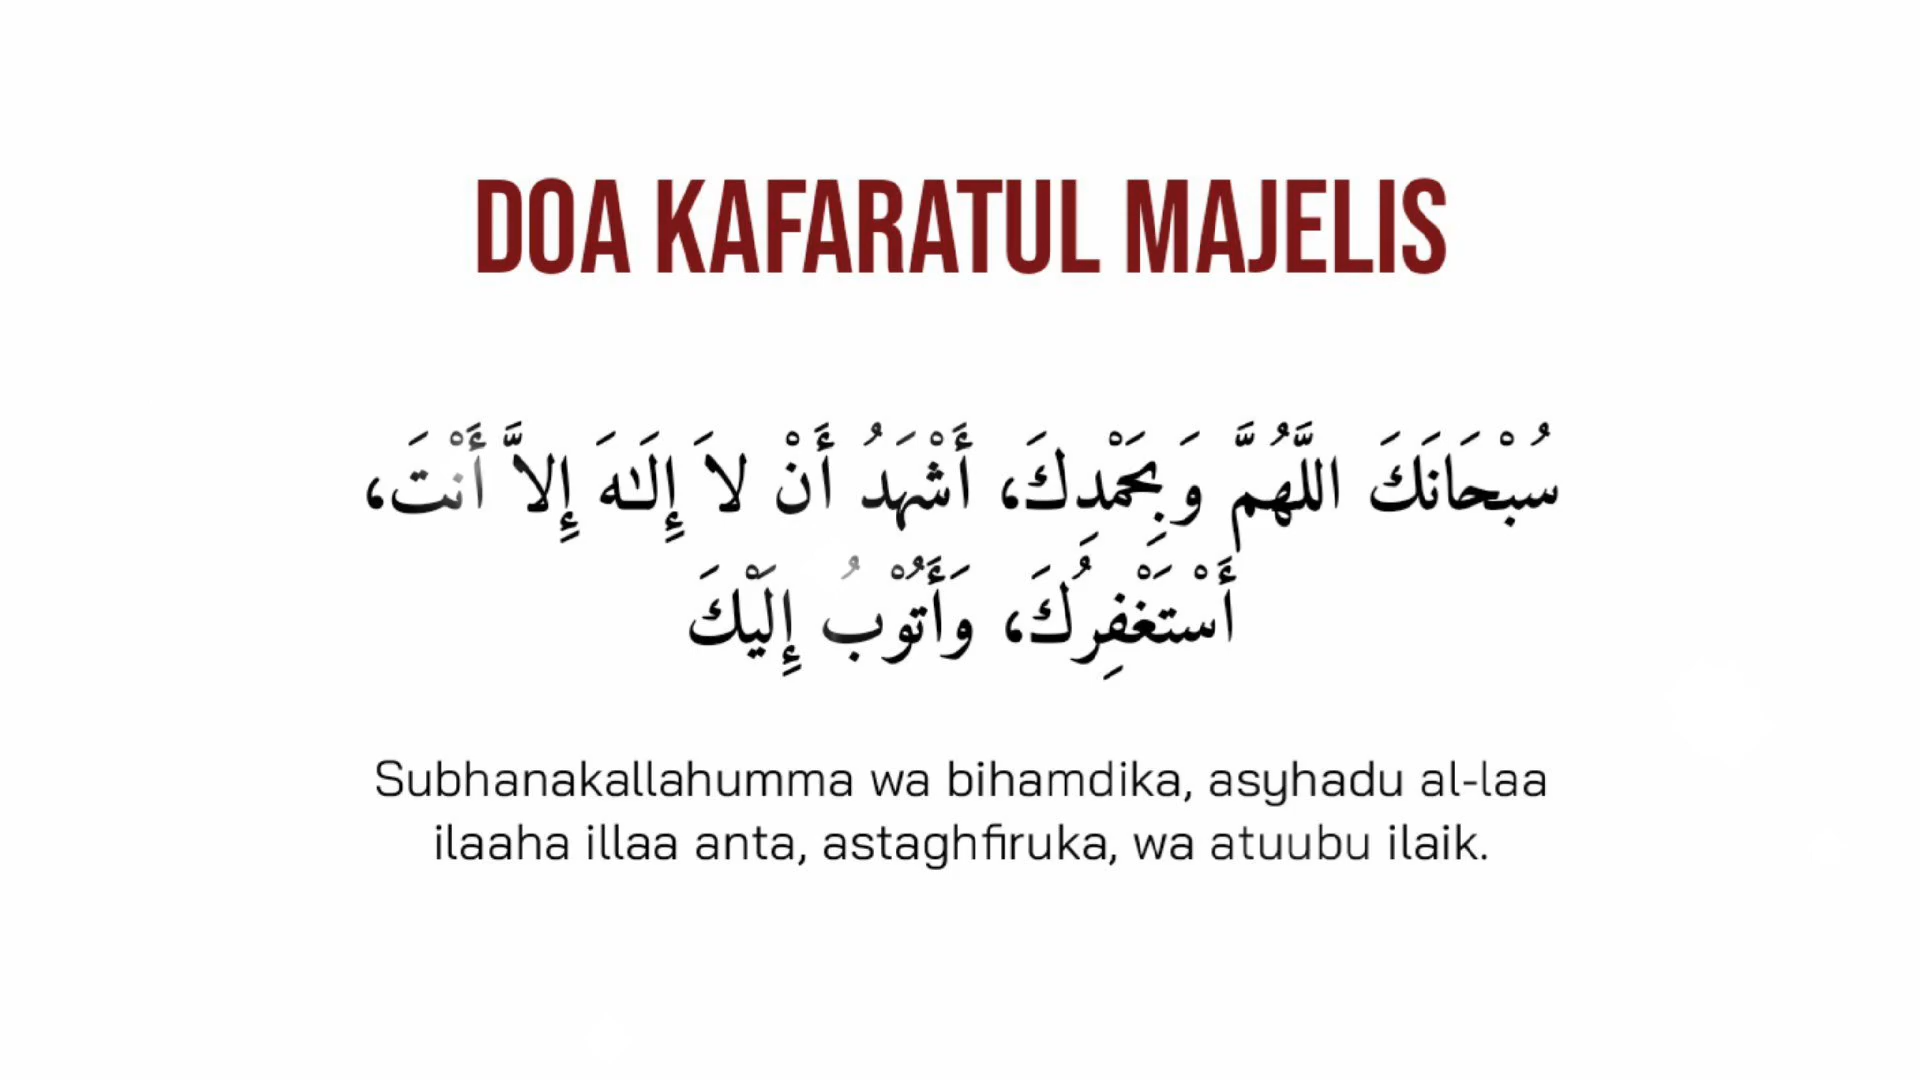 DOA KAFARATUL MAJELIS
سُبْحَانَكَ اللَّهُمَّ وَبِحَمْدِكَ، أَشْهَدُ أَنْ لاَ إِلَـٰهَ إِلاَّ أَنْتَ،
أَسْتَغْفِرُكَ، وَأَتُوْبُ إِلَيْكَ
Subhanakallahumma wa bihamdika, asyhadu al-laa
ilaaha illaa anta, astaghfiruka, wa atuubu ilaik.